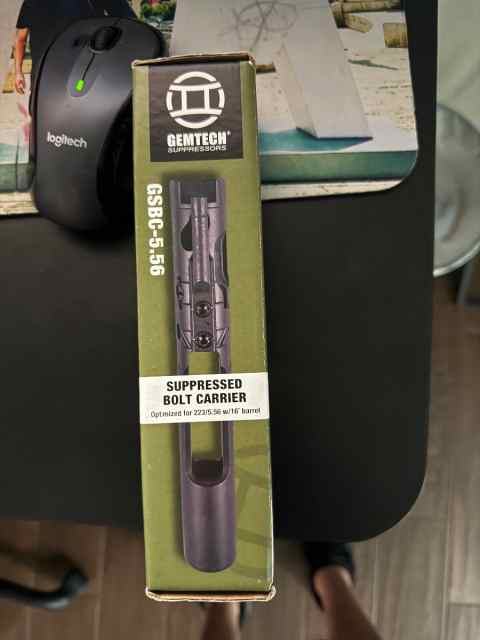 logitech
GEMTECH®
SUPPRESSORS
GSBC-5.56
SUPPRESSED
BOLT CARRIER
Optimized for 223/5.56 w/16" barrel